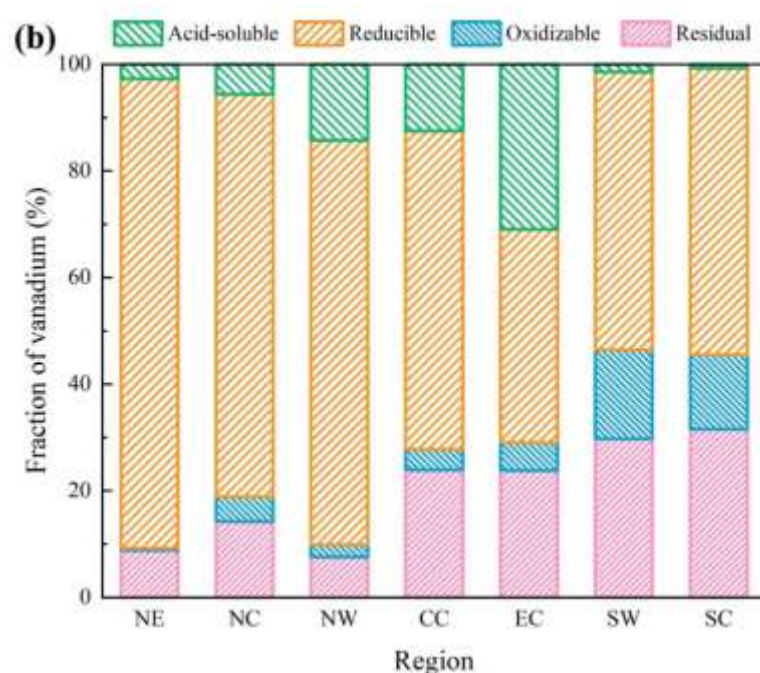 (b)
Acid-soluble Reducible Oxidizable Residual
100
80
60
40
20
0
Fraction of vanadium (%)
NE NC NW CC EC SW SC
Region